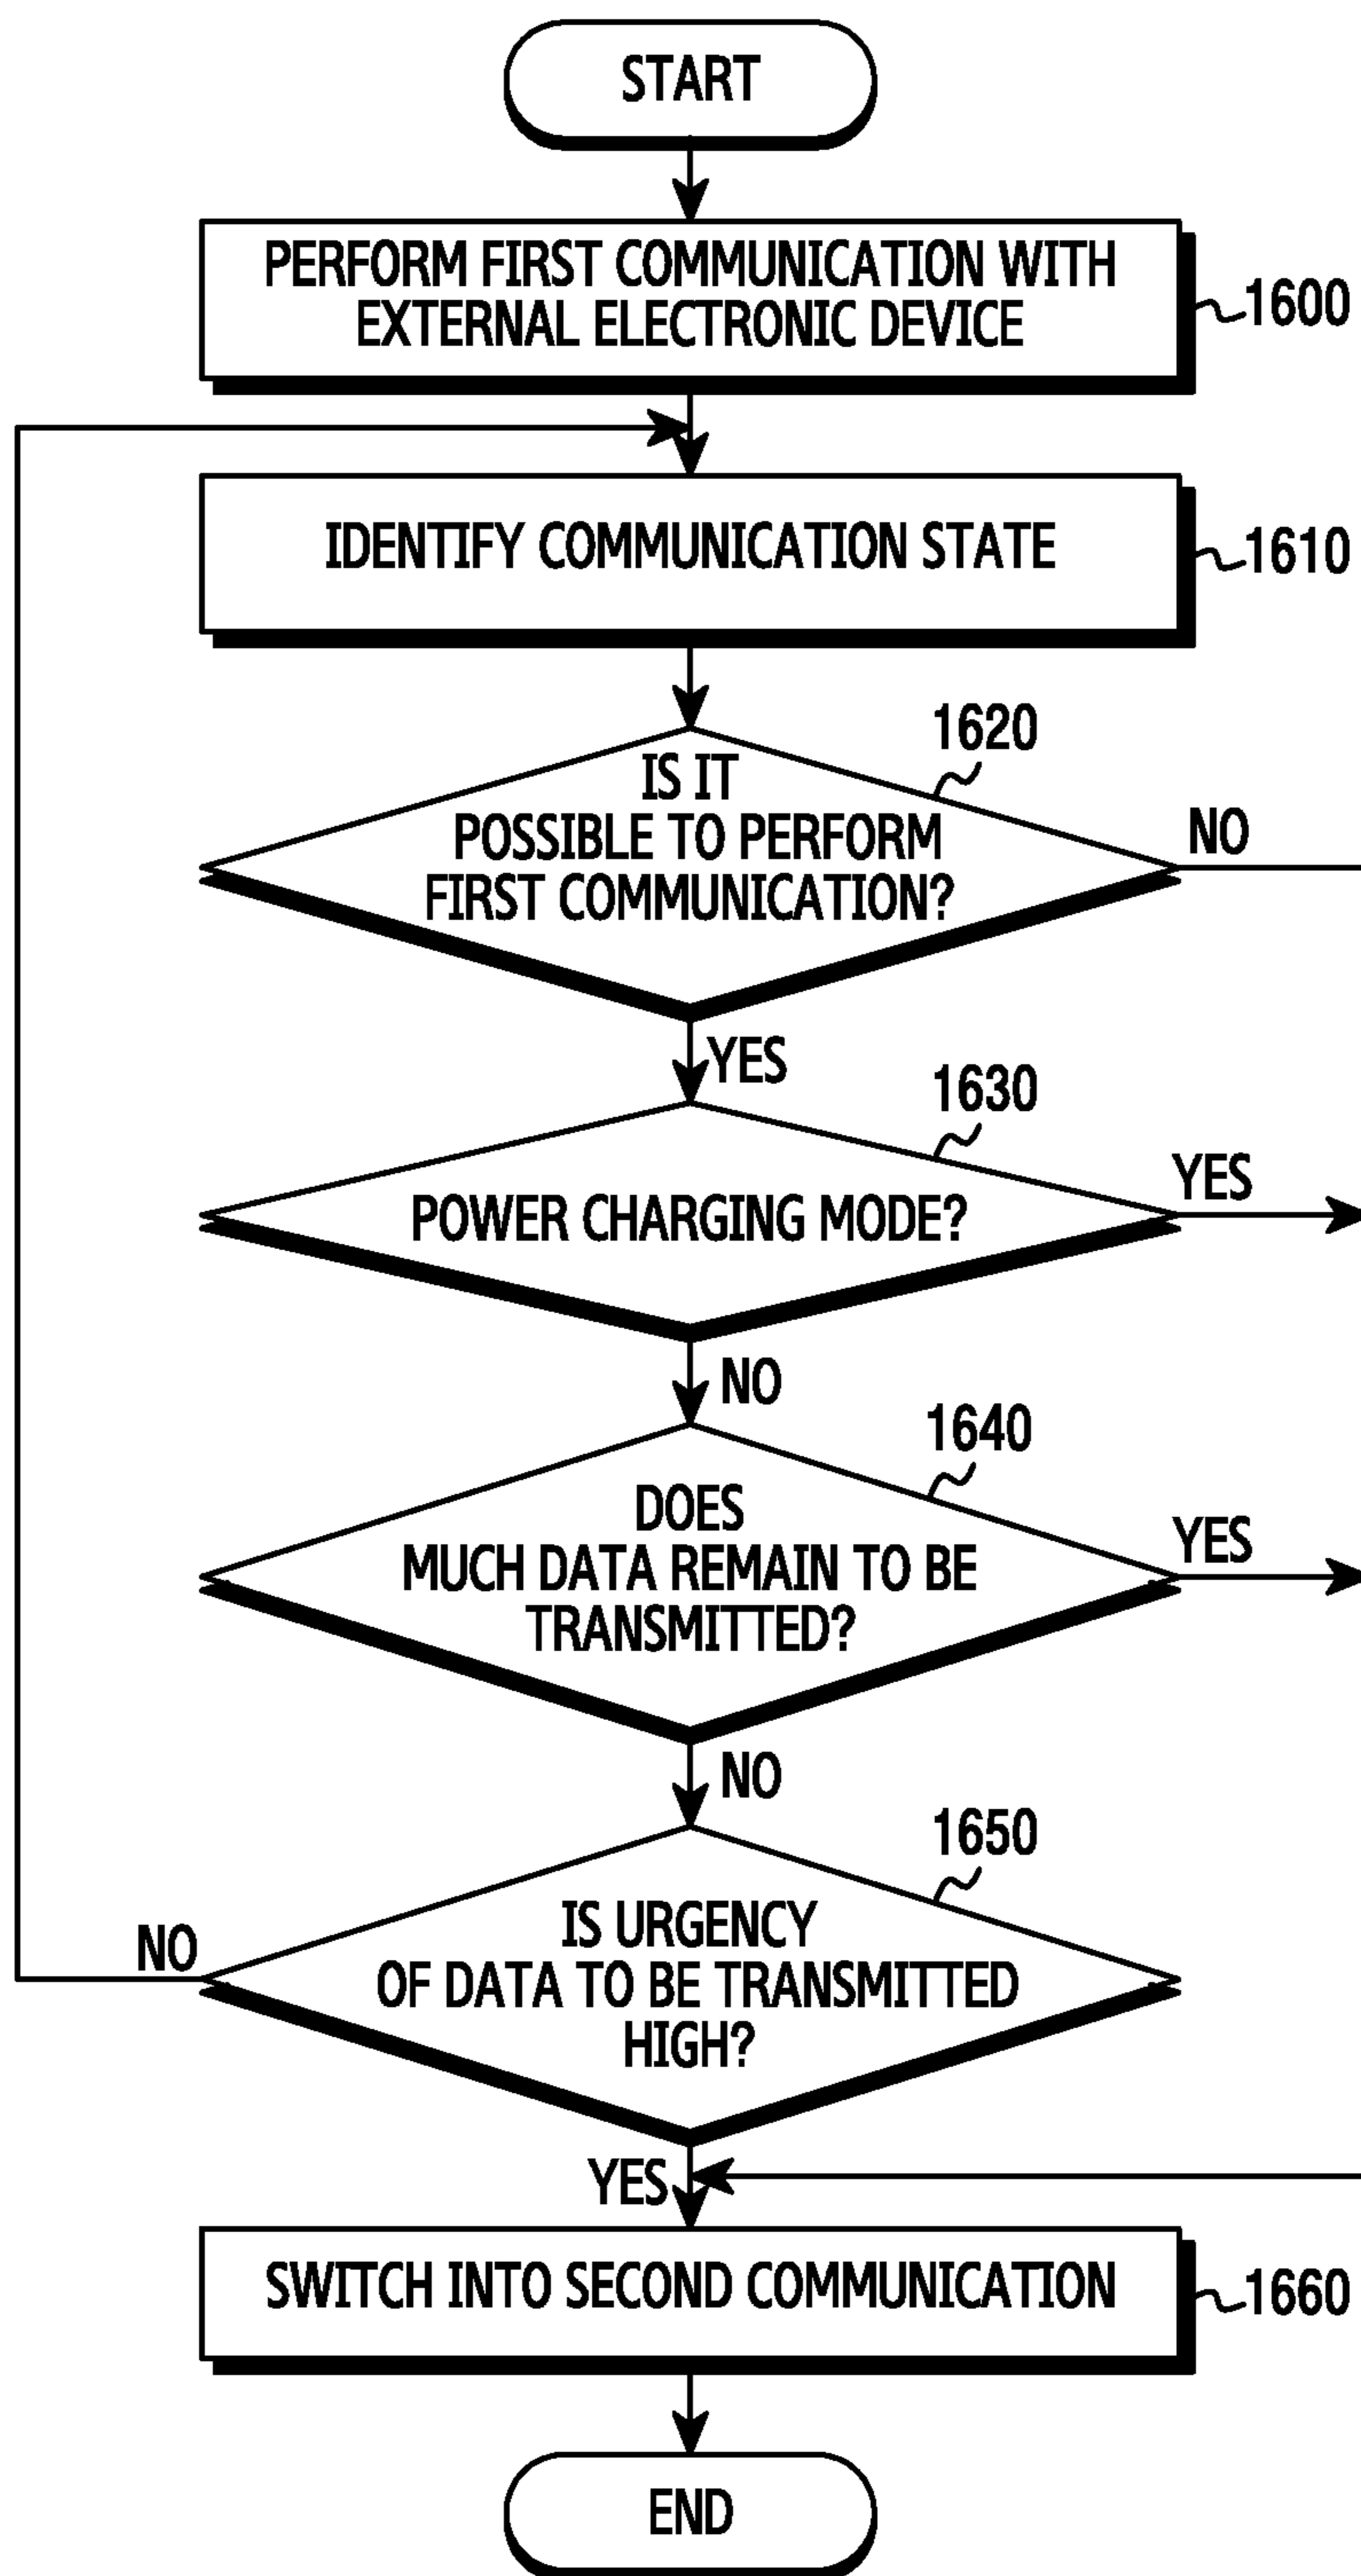 START
PERFORM FIRST COMMUNICATION WITH
EXTERNAL ELECTRONIC DEVICE
1600
IDENTIFY COMMUNICATION STATE
1610
1620
IS IT
POSSIBLE TO PERFORM
FIRST COMMUNICATION?
NO
YES
1630
POWER CHARGING MODE?
YES
NO
1640
DOES
MUCH DATA REMAIN TO BE
TRANSMITTED?
YES
NO
1650
IS URGENCY
OF DATA TO BE TRANSMITTED
HIGH?
NO
YES
SWITCH INTO SECOND COMMUNICATION
1660
END